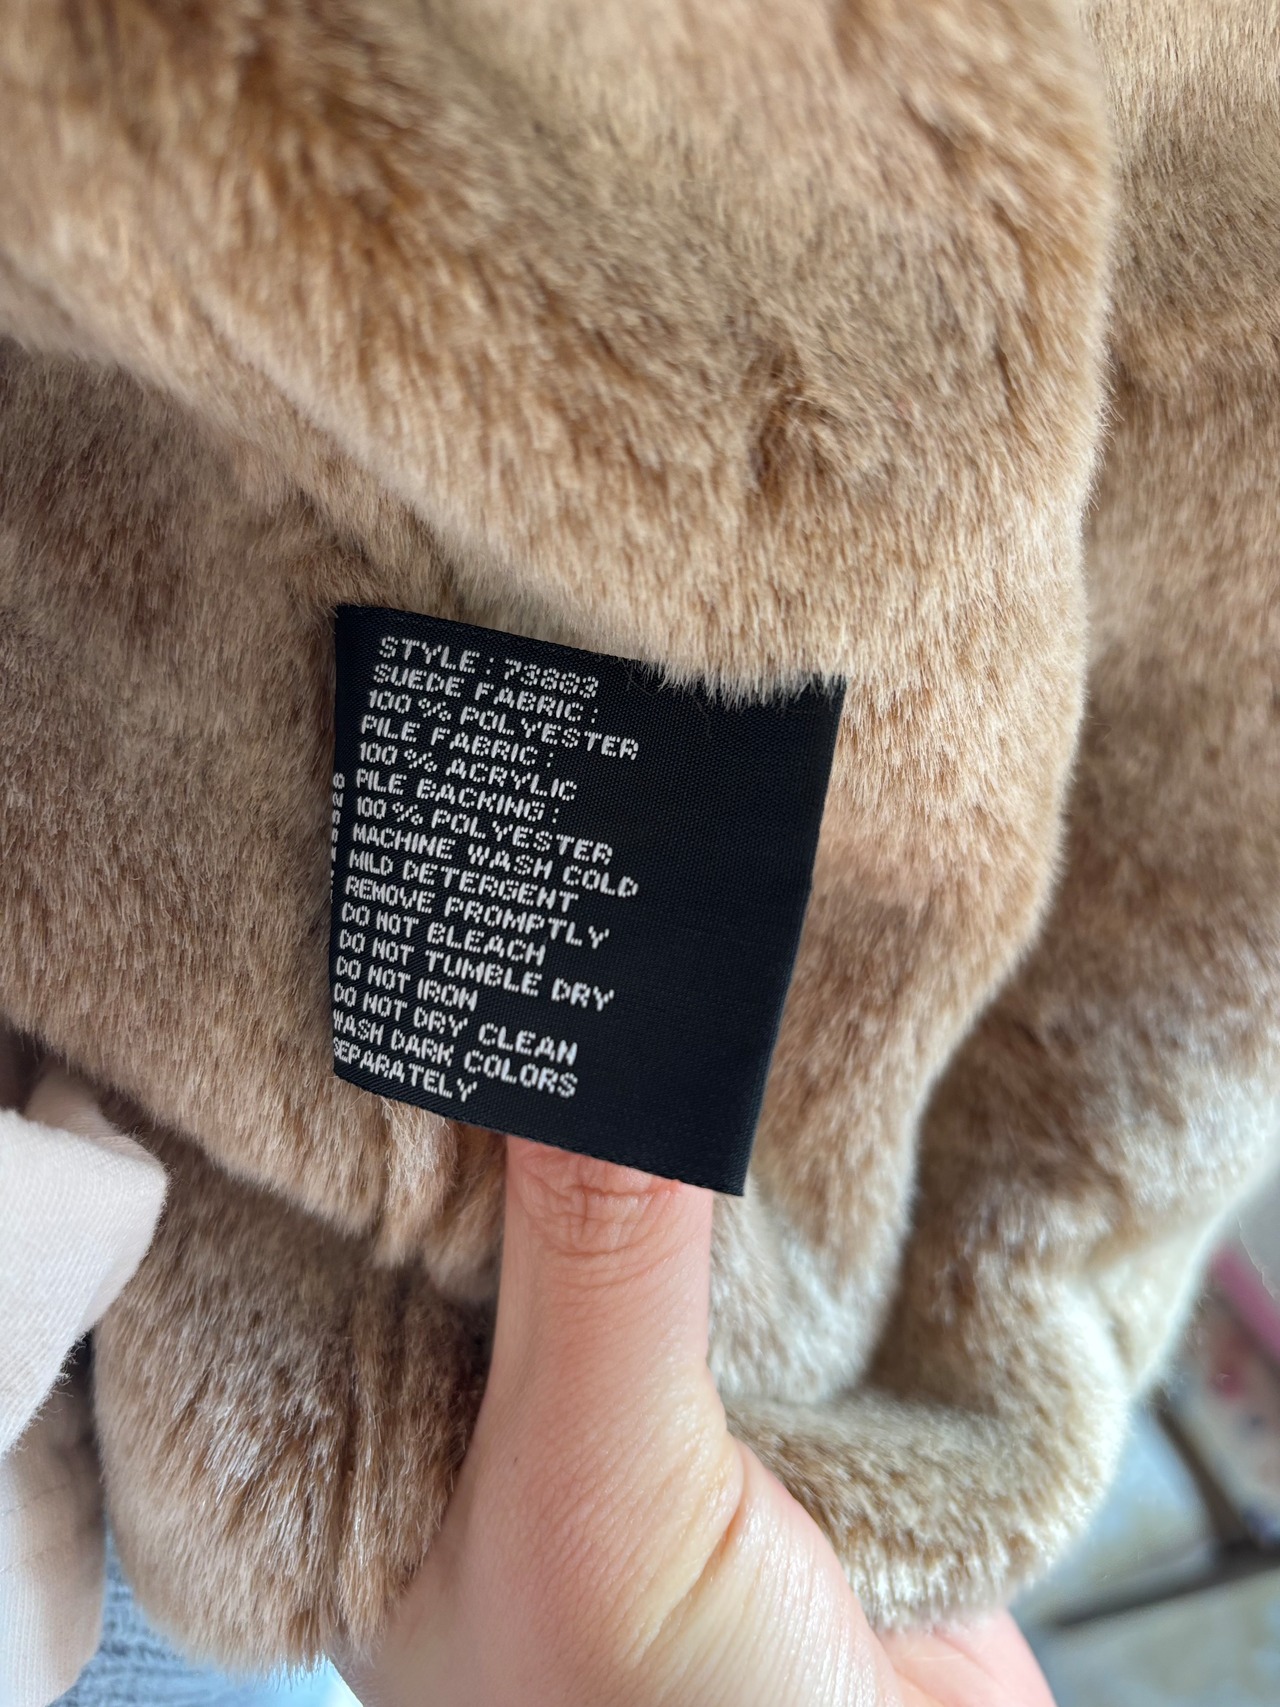 STYLE: 73803
SUEDE FABRIC:
100% POLYESTER
PILE FABRIC:
100% ACRYLIC
PILE BACKING:
100% POLYESTER
MACHINE WASH COLD
MILD DETERGENT
REMOVE PROMPTLY
DO NOT BLEACH
DO NOT TUMBLE DRY
DO NOT IRON
DO NOT DRY CLEAN
WASH DARK COLORS
SEPARATELY